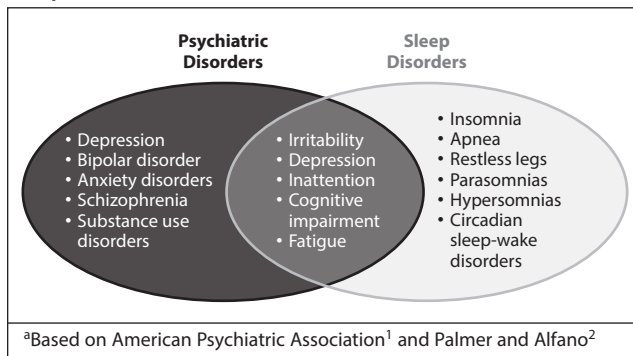 Psychiatric
Disorders
Sleep
Disorders
• Depression
• Bipolar disorder
• Anxiety disorders
• Schizophrenia
• Substance use
disorders
• Irritability
• Depression
• Inattention
• Cognitive
impairment
• Fatigue
• Insomnia
• Apnea
• Restless legs
• Parasomnias
• Hypersomnias
• Circadian
sleep-wake
disorders
aBased on American Psychiatric Association1 and Palmer and Alfano2